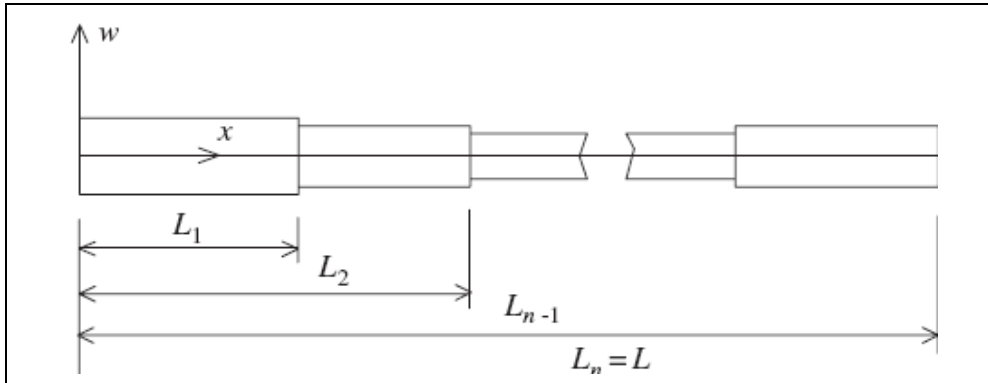 w
x
L₁
L₂
Lₙ₋₁
Lₙ = L